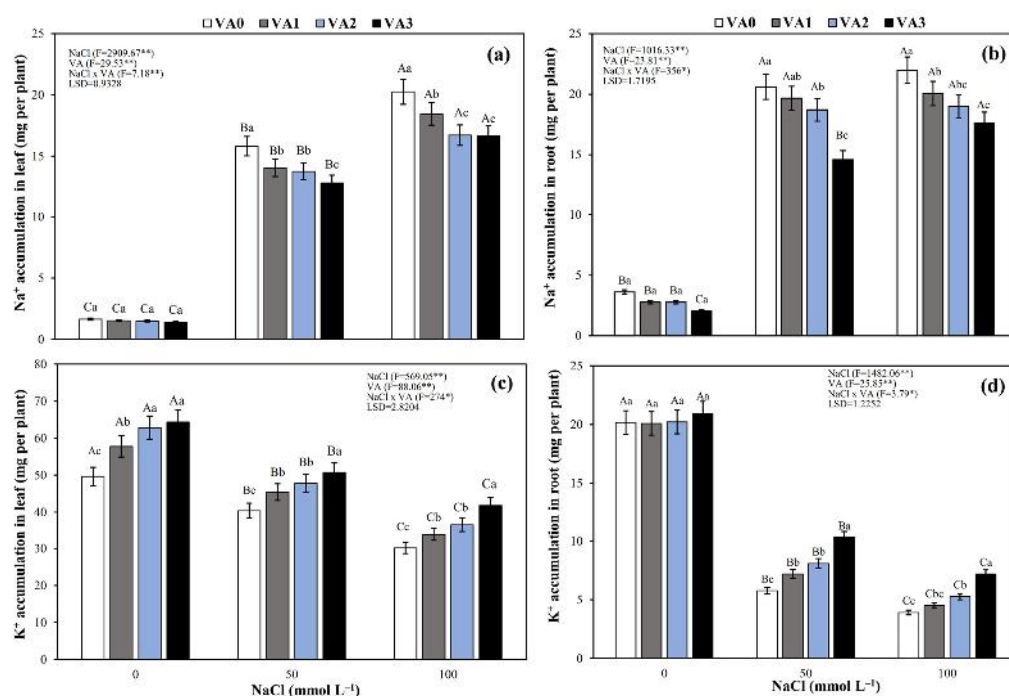 VA0 VA1 VA2 VA3
(a)
NaCl (F=2909.67**)
VA (F=29.53**)
NaCl x VA (F=7.18**)
LSD=0.9328
Na⁺ accumulation in leaf (mg per plant)
25
20
15
10
5
0
Ca Ca Ca Ca
Ba Bb Bb Bc
Aa Ab Ac Ac
VA0 VA1 VA2 VA3
(b)
NaCl (F=1016.33**)
VA (F=23.81**)
NaCl x VA (F=356*)
LSD=1.7195
Na⁺ accumulation in root (mg per plant)
25
20
15
10
5
0
Ba Ba Ba Ca
Aa Aab Ab Bc
Aa Ab Abc Ac
(c)
NaCl (F=569.05**)
VA (F=88.06**)
NaCl x VA (F=274*)
LSD=2.8204
K⁺ accumulation in leaf (mg per plant)
80
70
60
50
40
30
20
10
0
Ac Ab Aa Aa
Bc Bb Bb Ba
Cc Cb Cb Ca
0 50 100
NaCl (mmol L⁻¹)
(d)
NaCl (F=1482.06**)
VA (F=25.85**)
NaCl x VA (F=3.79*)
LSD=1.2252
K⁺ accumulation in root (mg per plant)
25
20
15
10
5
0
Aa Aa Aa Aa
Bc Bb Bb Ba
Cc Cbc Cb Ca
0 50 100
NaCl (mmol L⁻¹)